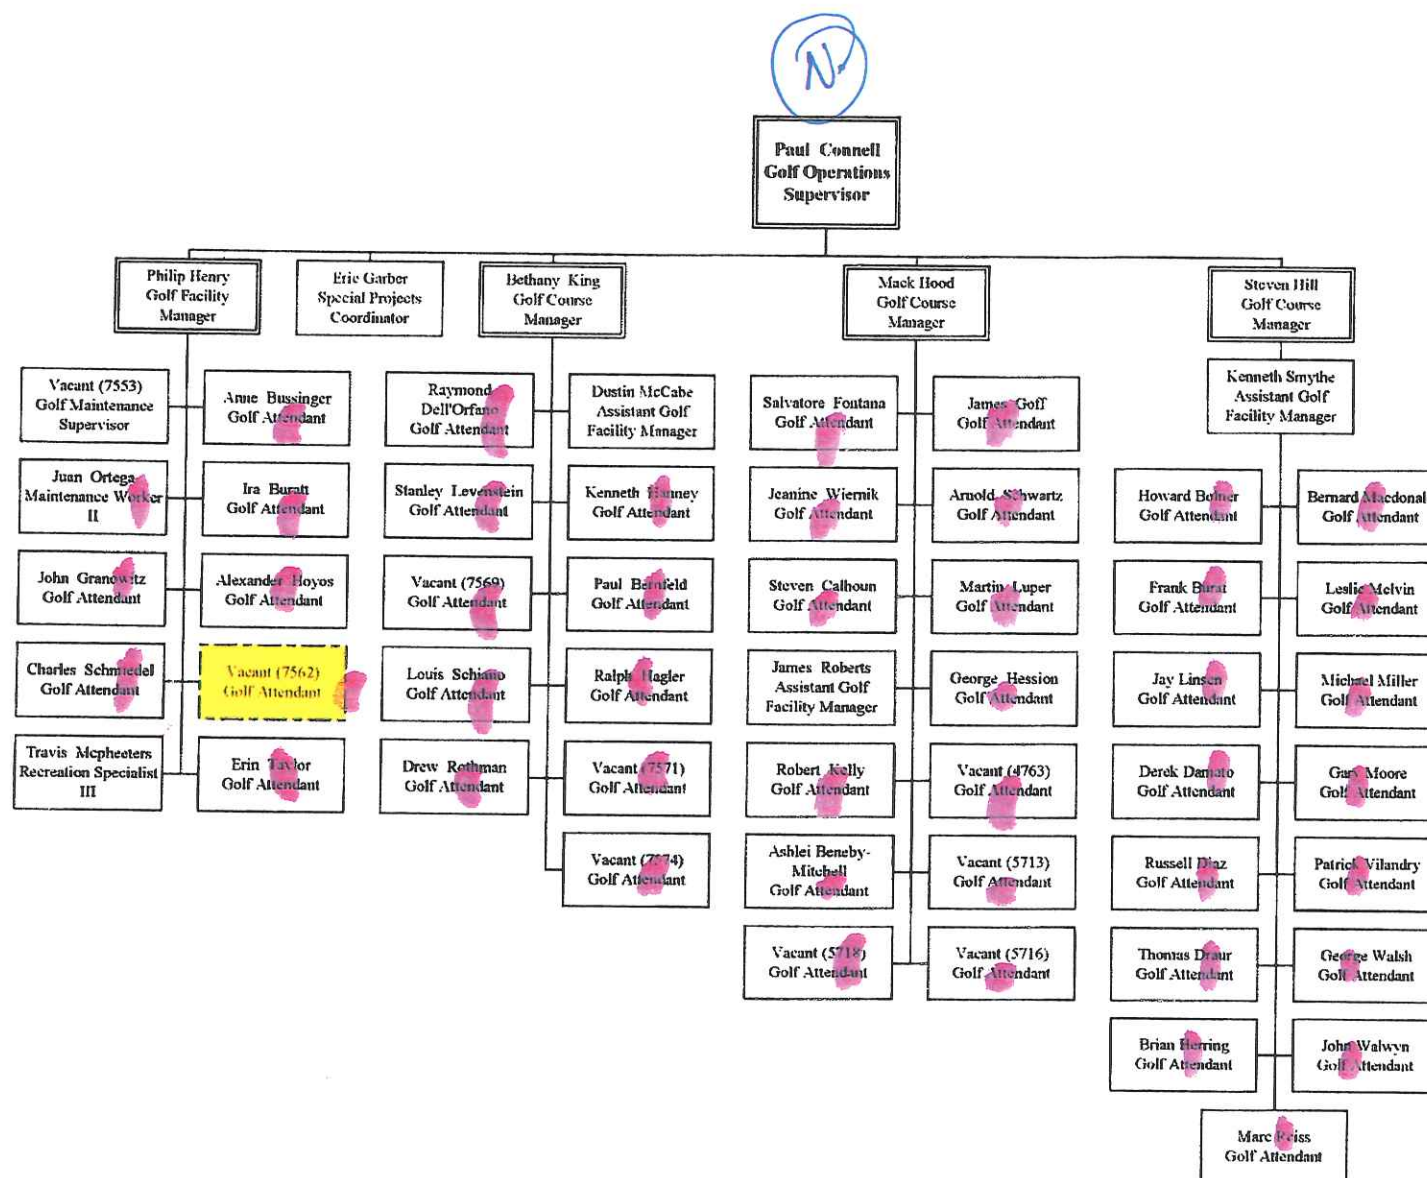 N.
Paul Connell
Golf Operations
Supervisor
Philip Henry
Golf Facility
Manager
Eric Garber
Special Projects
Coordinator
Bethany King
Golf Course
Manager
Mack Hood
Golf Course
Manager
Steven Hill
Golf Course
Manager
Kenneth Smythe
Assistant Golf
Facility Manager
Vacant (7553)
Golf Maintenance
Supervisor
Anne Bussinger
Golf Attendant
Juan Ortega
Maintenance Worker
II
Ira Buratt
Golf Attendant
John Granowitz
Golf Attendant
Alexander Hoyos
Golf Attendant
Charles Schmiedel
Golf Attendant
Vacant (7562)
Golf Attendant
Travis Mcpheeters
Recreation Specialist
III
Erin Taylor
Golf Attendant
Raymond
Dell'Orfano
Golf Attendant
Dustin McCabe
Assistant Golf
Facility Manager
Stanley Levenstein
Golf Attendant
Kenneth Hanney
Golf Attendant
Vacant (7569)
Golf Attendant
Paul Bernfeld
Golf Attendant
Louis Schiano
Golf Attendant
Ralph Hagler
Golf Attendant
Drew Rothman
Golf Attendant
Vacant (7571)
Golf Attendant
Vacant (7574)
Golf Attendant
Salvatore Fontana
Golf Attendant
James Goff
Golf Attendant
Jeanine Wiernik
Golf Attendant
Arnold Schwartz
Golf Attendant
Steven Calhoun
Golf Attendant
Martin Luper
Golf Attendant
James Roberts
Assistant Golf
Facility Manager
George Hession
Golf Attendant
Robert Kelly
Golf Attendant
Vacant (4763)
Golf Attendant
Ashlei Beneby-
Mitchell
Golf Attendant
Vacant (5713)
Golf Attendant
Vacant (5718)
Golf Attendant
Vacant (5716)
Golf Attendant
Howard
Golf Attendant
Bernard Macdonal
Golf Attendant
Frank Burat
Golf Attendant
Leslie Melvin
Golf Attendant
Jay Linsen
Golf Attendant
Michael Miller
Golf Attendant
Derek Damato
Golf Attendant
Gary Moore
Golf Attendant
Russell Diaz
Golf Attendant
Patrick Vilandry
Golf Attendant
Thomas Draur
Golf Attendant
George Walsh
Golf Attendant
Brian Herring
Golf Attendant
John Walwyn
Golf Attendant
Marc Reiss
Golf Attendant